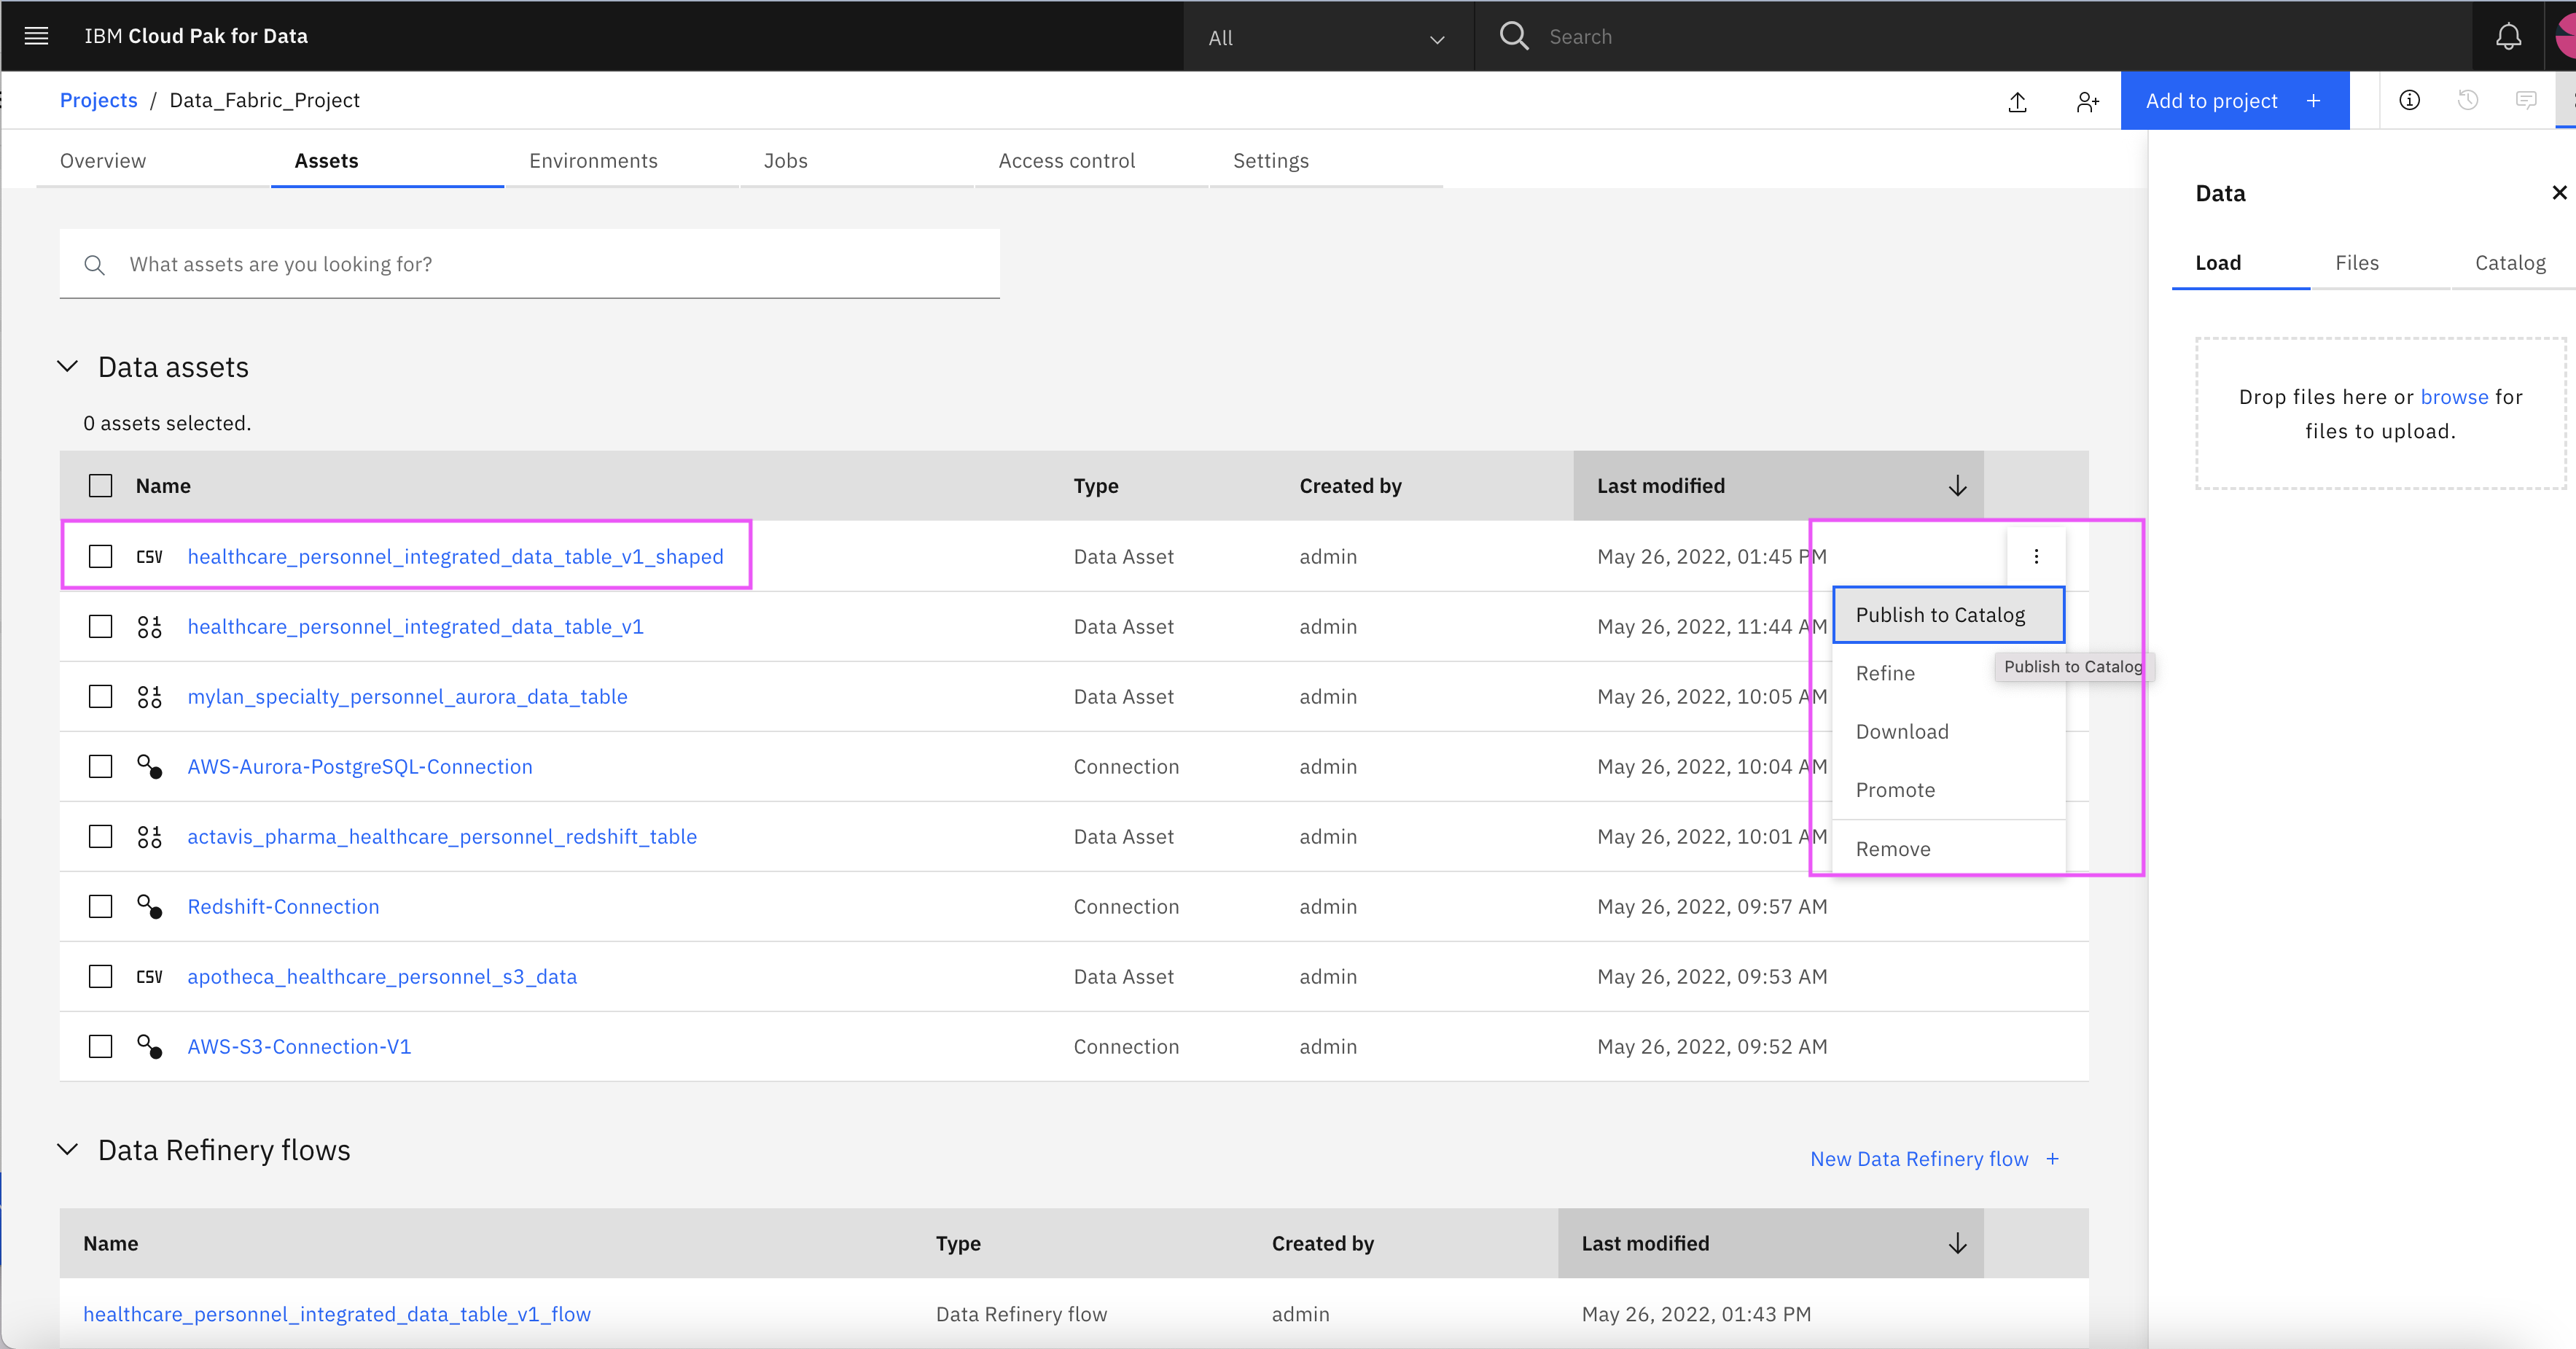 IBM Cloud Pak for Data
All
Search
Projects / Data_Fabric_Project
Add to project +
Overview
Assets
Environments
Jobs
Access control
Settings
What assets are you looking for?
Data assets
0 assets selected.
Name Type Created by Last modified
CSV healthcare_personnel_integrated_data_table_v1_shaped Data Asset admin May 26, 2022, 01:45 PM
healthcare_personnel_integrated_data_table_v1 Data Asset admin May 26, 2022, 11:44 AM
mylan_specialty_personnel_aurora_data_table Data Asset admin May 26, 2022, 10:05 AM
AWS-Aurora-PostgreSQL-Connection Connection admin May 26, 2022, 10:04 AM
actavis_pharma_healthcare_personnel_redshift_table Data Asset admin May 26, 2022, 10:01 AM
Redshift-Connection Connection admin May 26, 2022, 09:57 AM
CSV apotheca_healthcare_personnel_s3_data Data Asset admin May 26, 2022, 09:53 AM
AWS-S3-Connection-V1 Connection admin May 26, 2022, 09:52 AM
Publish to Catalog
Publish to Catalog
Refine
Download
Promote
Remove
Data Refinery flows
New Data Refinery flow +
Name Type Created by Last modified
healthcare_personnel_integrated_data_table_v1_flow Data Refinery flow admin May 26, 2022, 01:43 PM
Data
Load
Files
Catalog
Drop files here or browse for
files to upload.